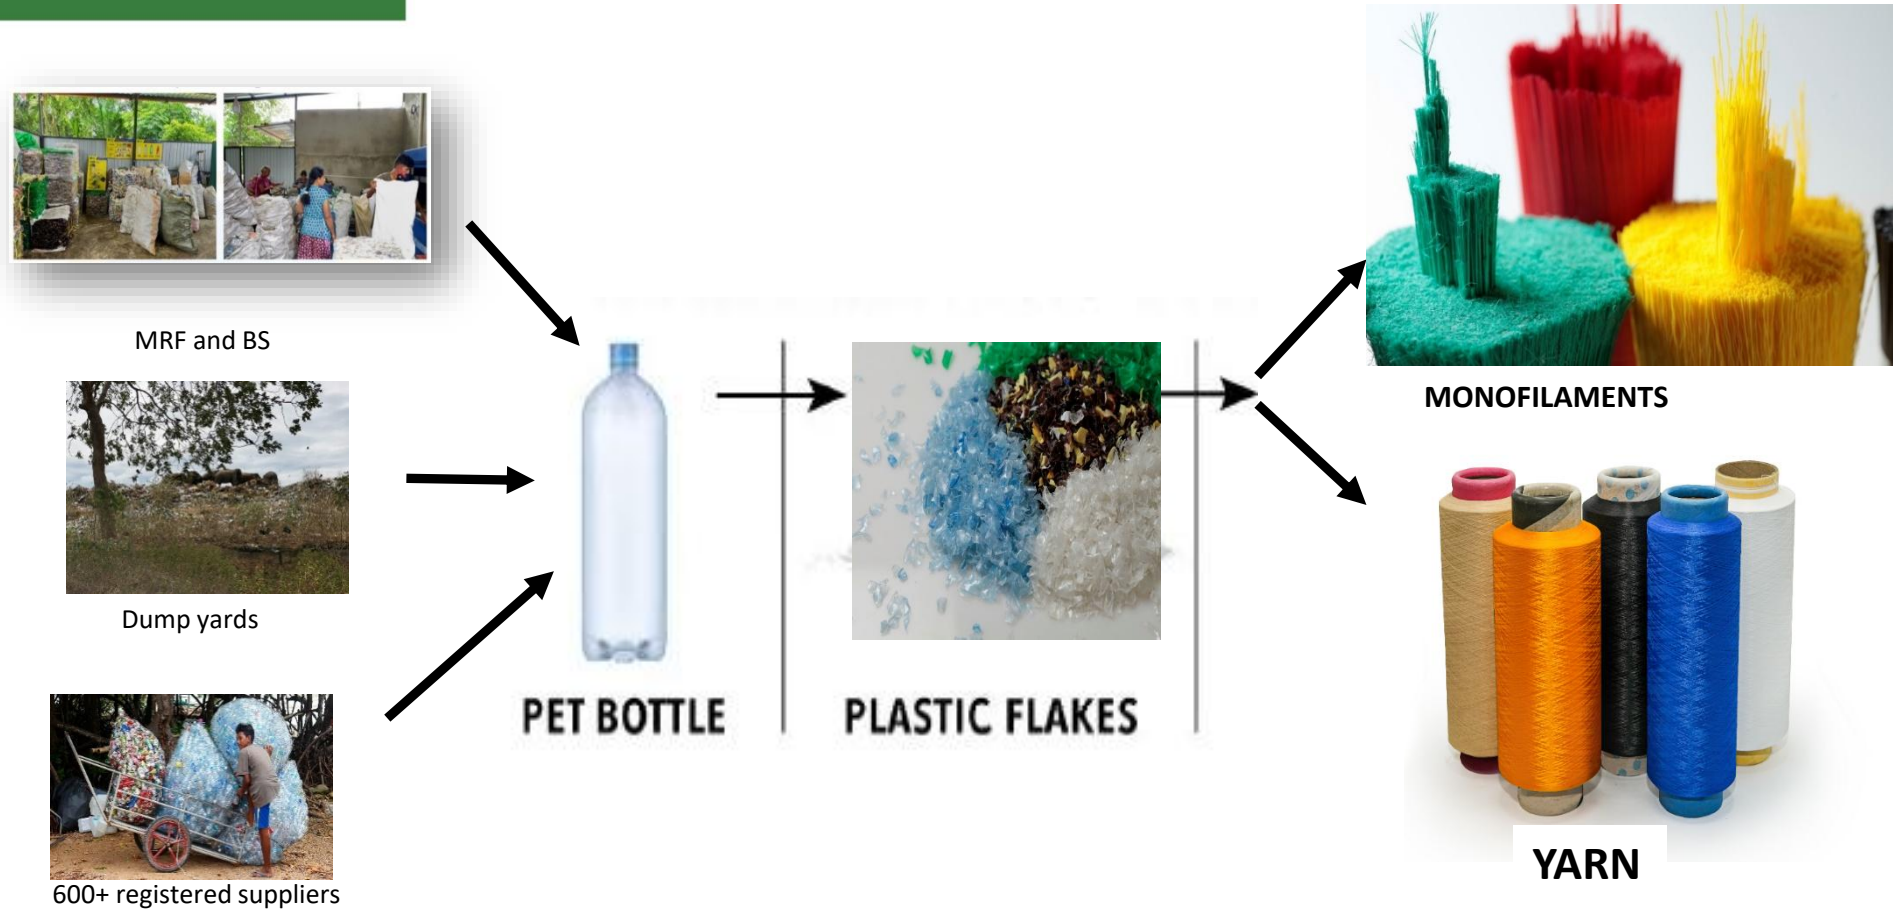 MRF and BS
Dump yards
600+ registered suppliers
PET BOTTLE
PLASTIC FLAKES
MONOFILAMENTS
YARN